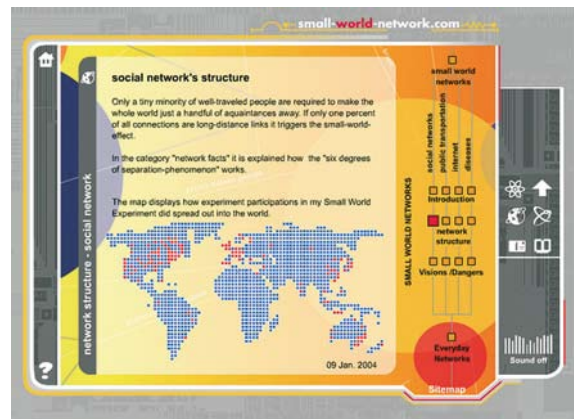 small-world-network.com
social network's structure
Only a tiny minority of well-traveled people are required to make the
whole world just a handful of aquaintances away. If only one percent
of all connections are long-distance links it triggers the small-world-
effect.
In the category "network facts" it is explained how the "six degrees
of separation-phenomenon" works.
The map displays how experiment participations in my Small World
Experiment did spread out into the world.
09 Jan. 2004
network structure - social network
?
SMALL WORLD NETWORKS
small world
networks
social networks
public transportation
internet
diseases
Introduction
network
structure
Visions /Dangers
Everyday
Networks
Sitemap
Sound off